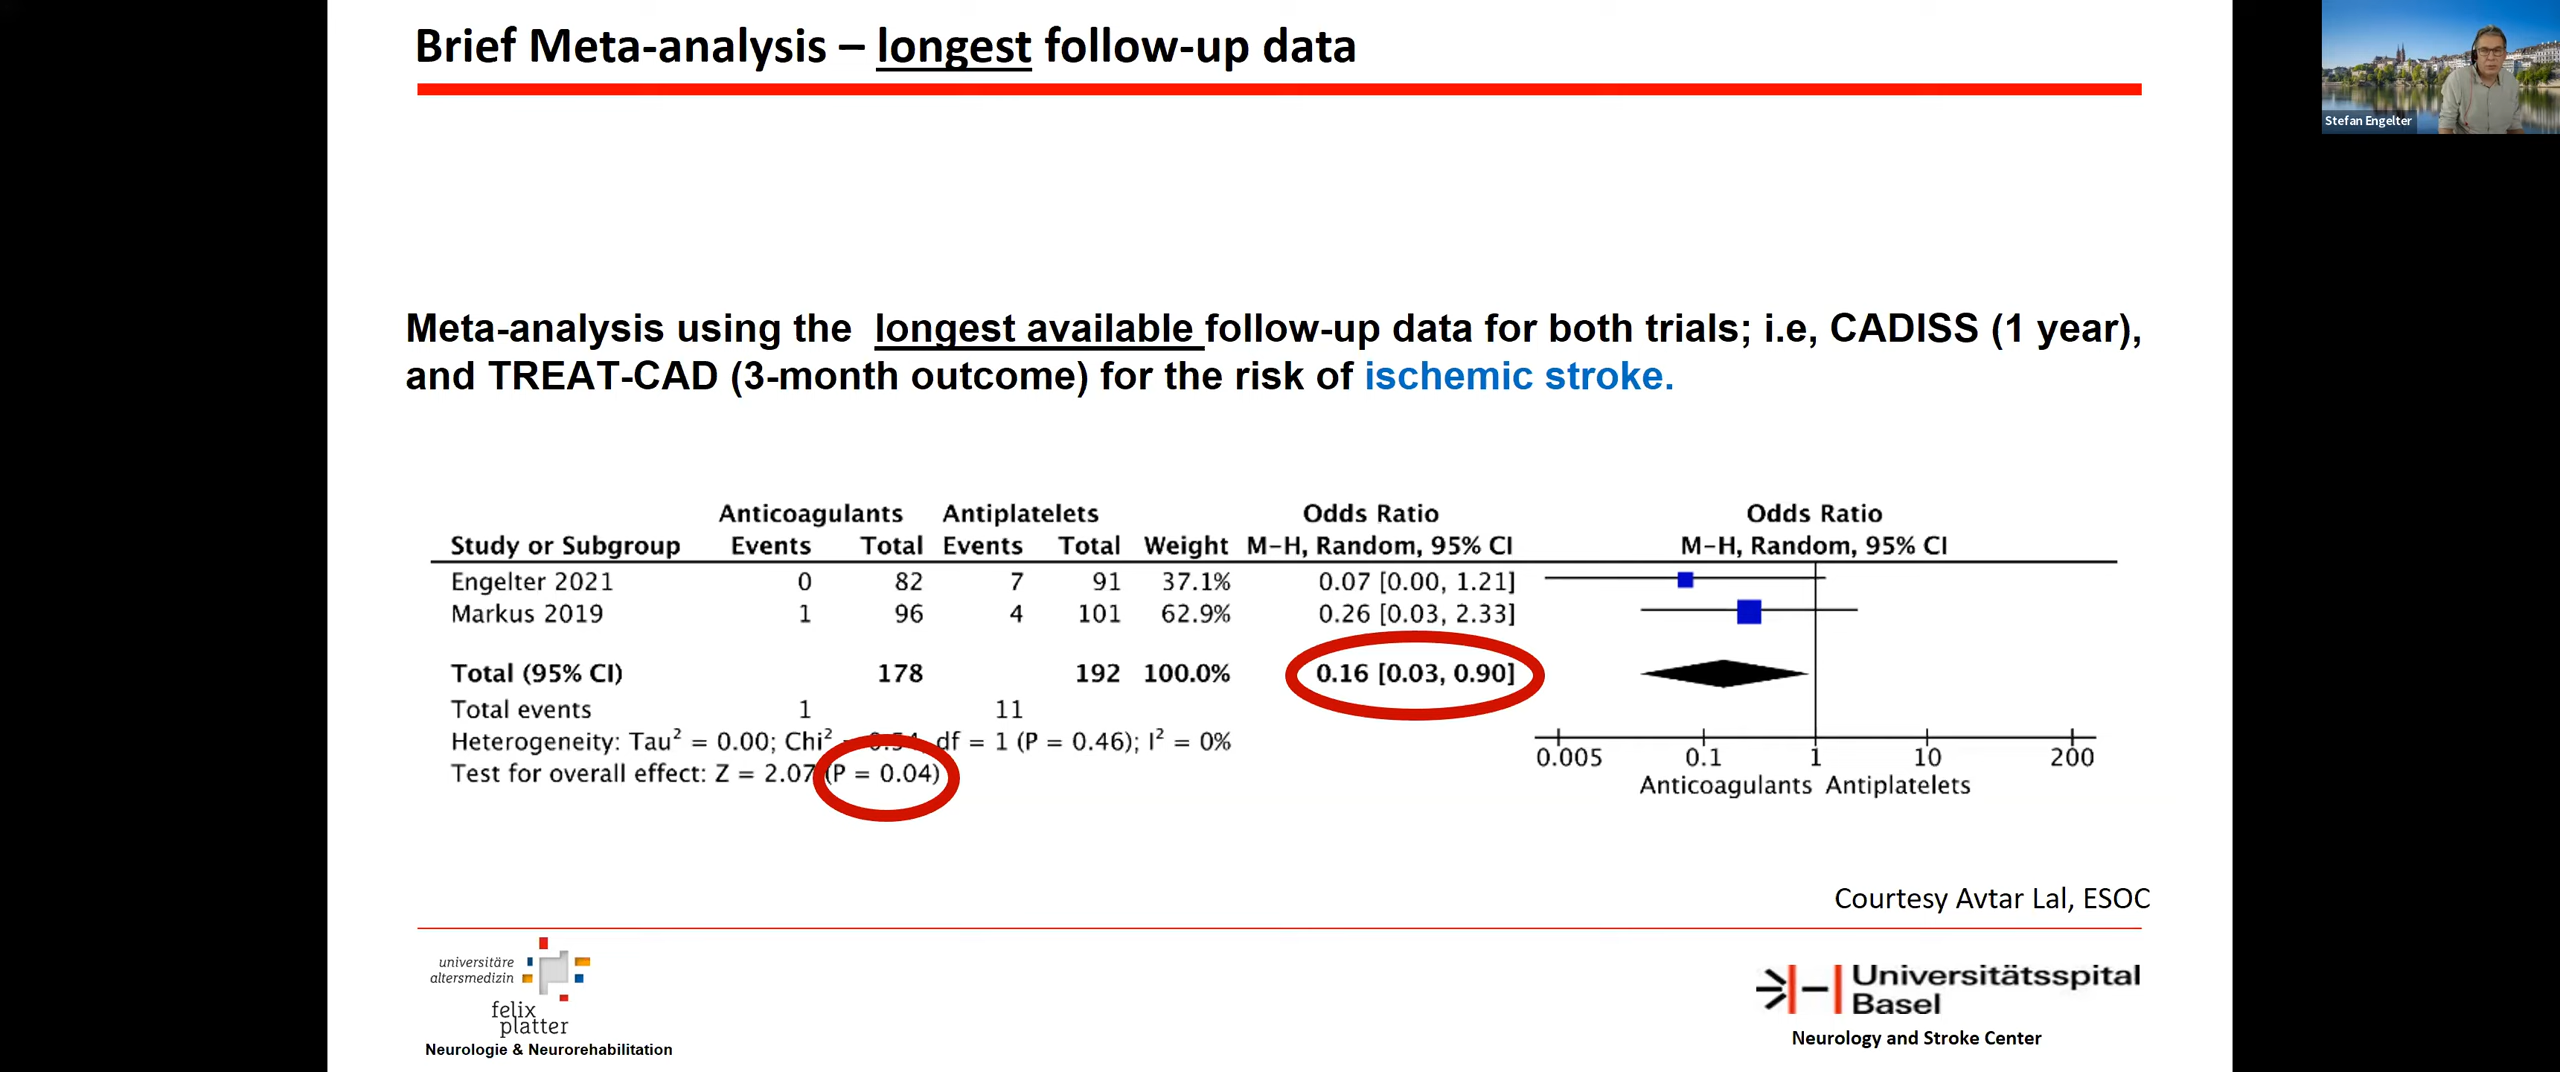 Brief Meta-analysis – longest follow-up data
Stefan Engelter
Meta-analysis using the longest available follow-up data for both trials; i.e, CADISS (1 year),
and TREAT-CAD (3-month outcome) for the risk of ischemic stroke.
Anticoagulants Antiplatelets Odds Ratio Odds Ratio
Study or Subgroup Events Total Events Total Weight M-H, Random, 95% CI M-H, Random, 95% CI
Engelter 2021 0 82 7 91 37.1% 0.07 [0.00, 1.21]
Markus 2019 1 96 4 101 62.9% 0.26 [0.03, 2.33]
Total (95% CI) 178 192 100.0% 0.16 [0.03, 0.90]
Total events 1 11
Heterogeneity: Tau² = 0.00; Chi² = 0.54, df = 1 (P = 0.46); I² = 0%
Test for overall effect: Z = 2.07 (P = 0.04)
0.005 0.1 1 10 200
Anticoagulants Antiplatelets
Courtesy Avtar Lal, ESOC
universitäre
altersmedizin
felix
platter
Neurologie & Neurorehabilitation
Universitätsspital
Basel
Neurology and Stroke Center